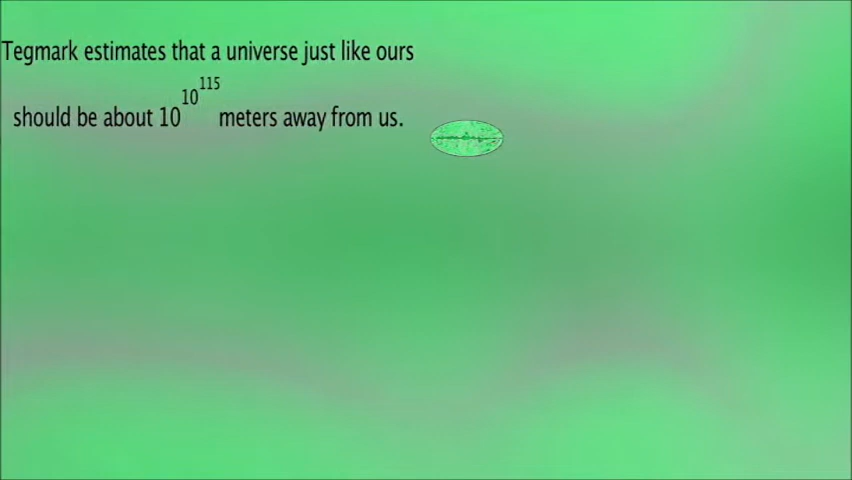 Tegmark estimates that a universe just like ours
should be about 10^10^115 meters away from us.